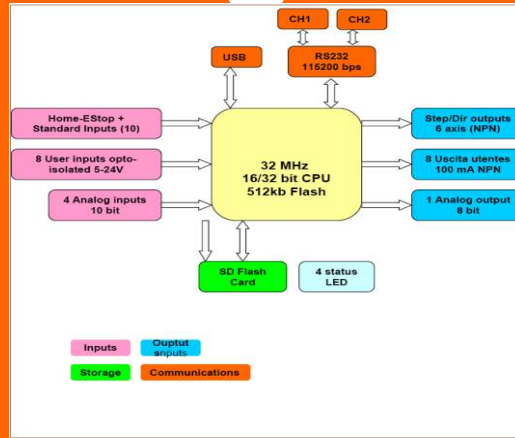 CH1
CH2
USB
RS232
115200 bps
Home-EStop +
Standard Inputs (10)
Step/Dir outputs
6 axis (NPN)
8 User inputs opto-
isolated 5-24V
32 MHz
16/32 bit CPU
512kb Flash
8 Uscita utentes
100 mA NPN
4 Analog inputs
10 bit
1 Analog output
8 bit
SD Flash
Card
4 status
LED
Inputs
Ouptut
snputs
Storage
Communications